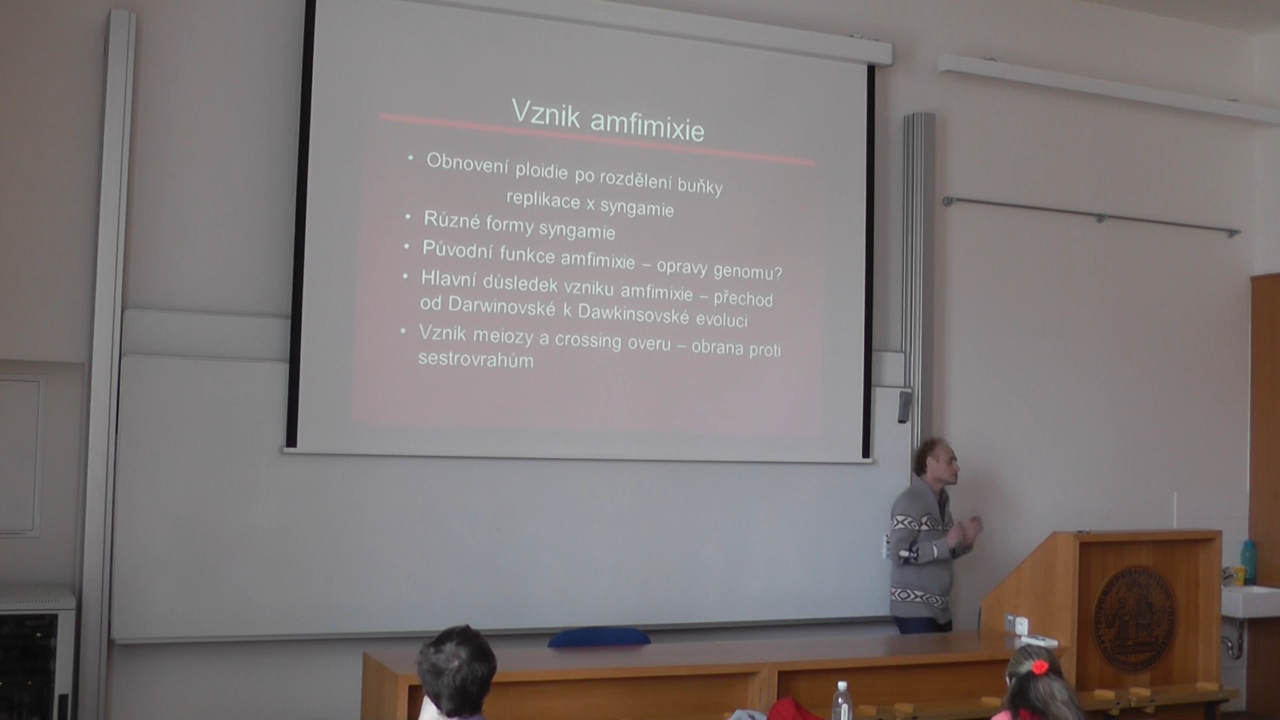 Vznik amfimixie
• Obnovení ploidie po rozdělení buňky
replikace x syngamie
• Různé formy syngamie
• Původní funkce amfimixie – opravy genomu?
• Hlavní důsledek vzniku amfimixie – přechod
od Darwinovské k Dawkinsovské evoluci
• Vznik meiozy a crossing overu – obrana proti
sestrovrahům